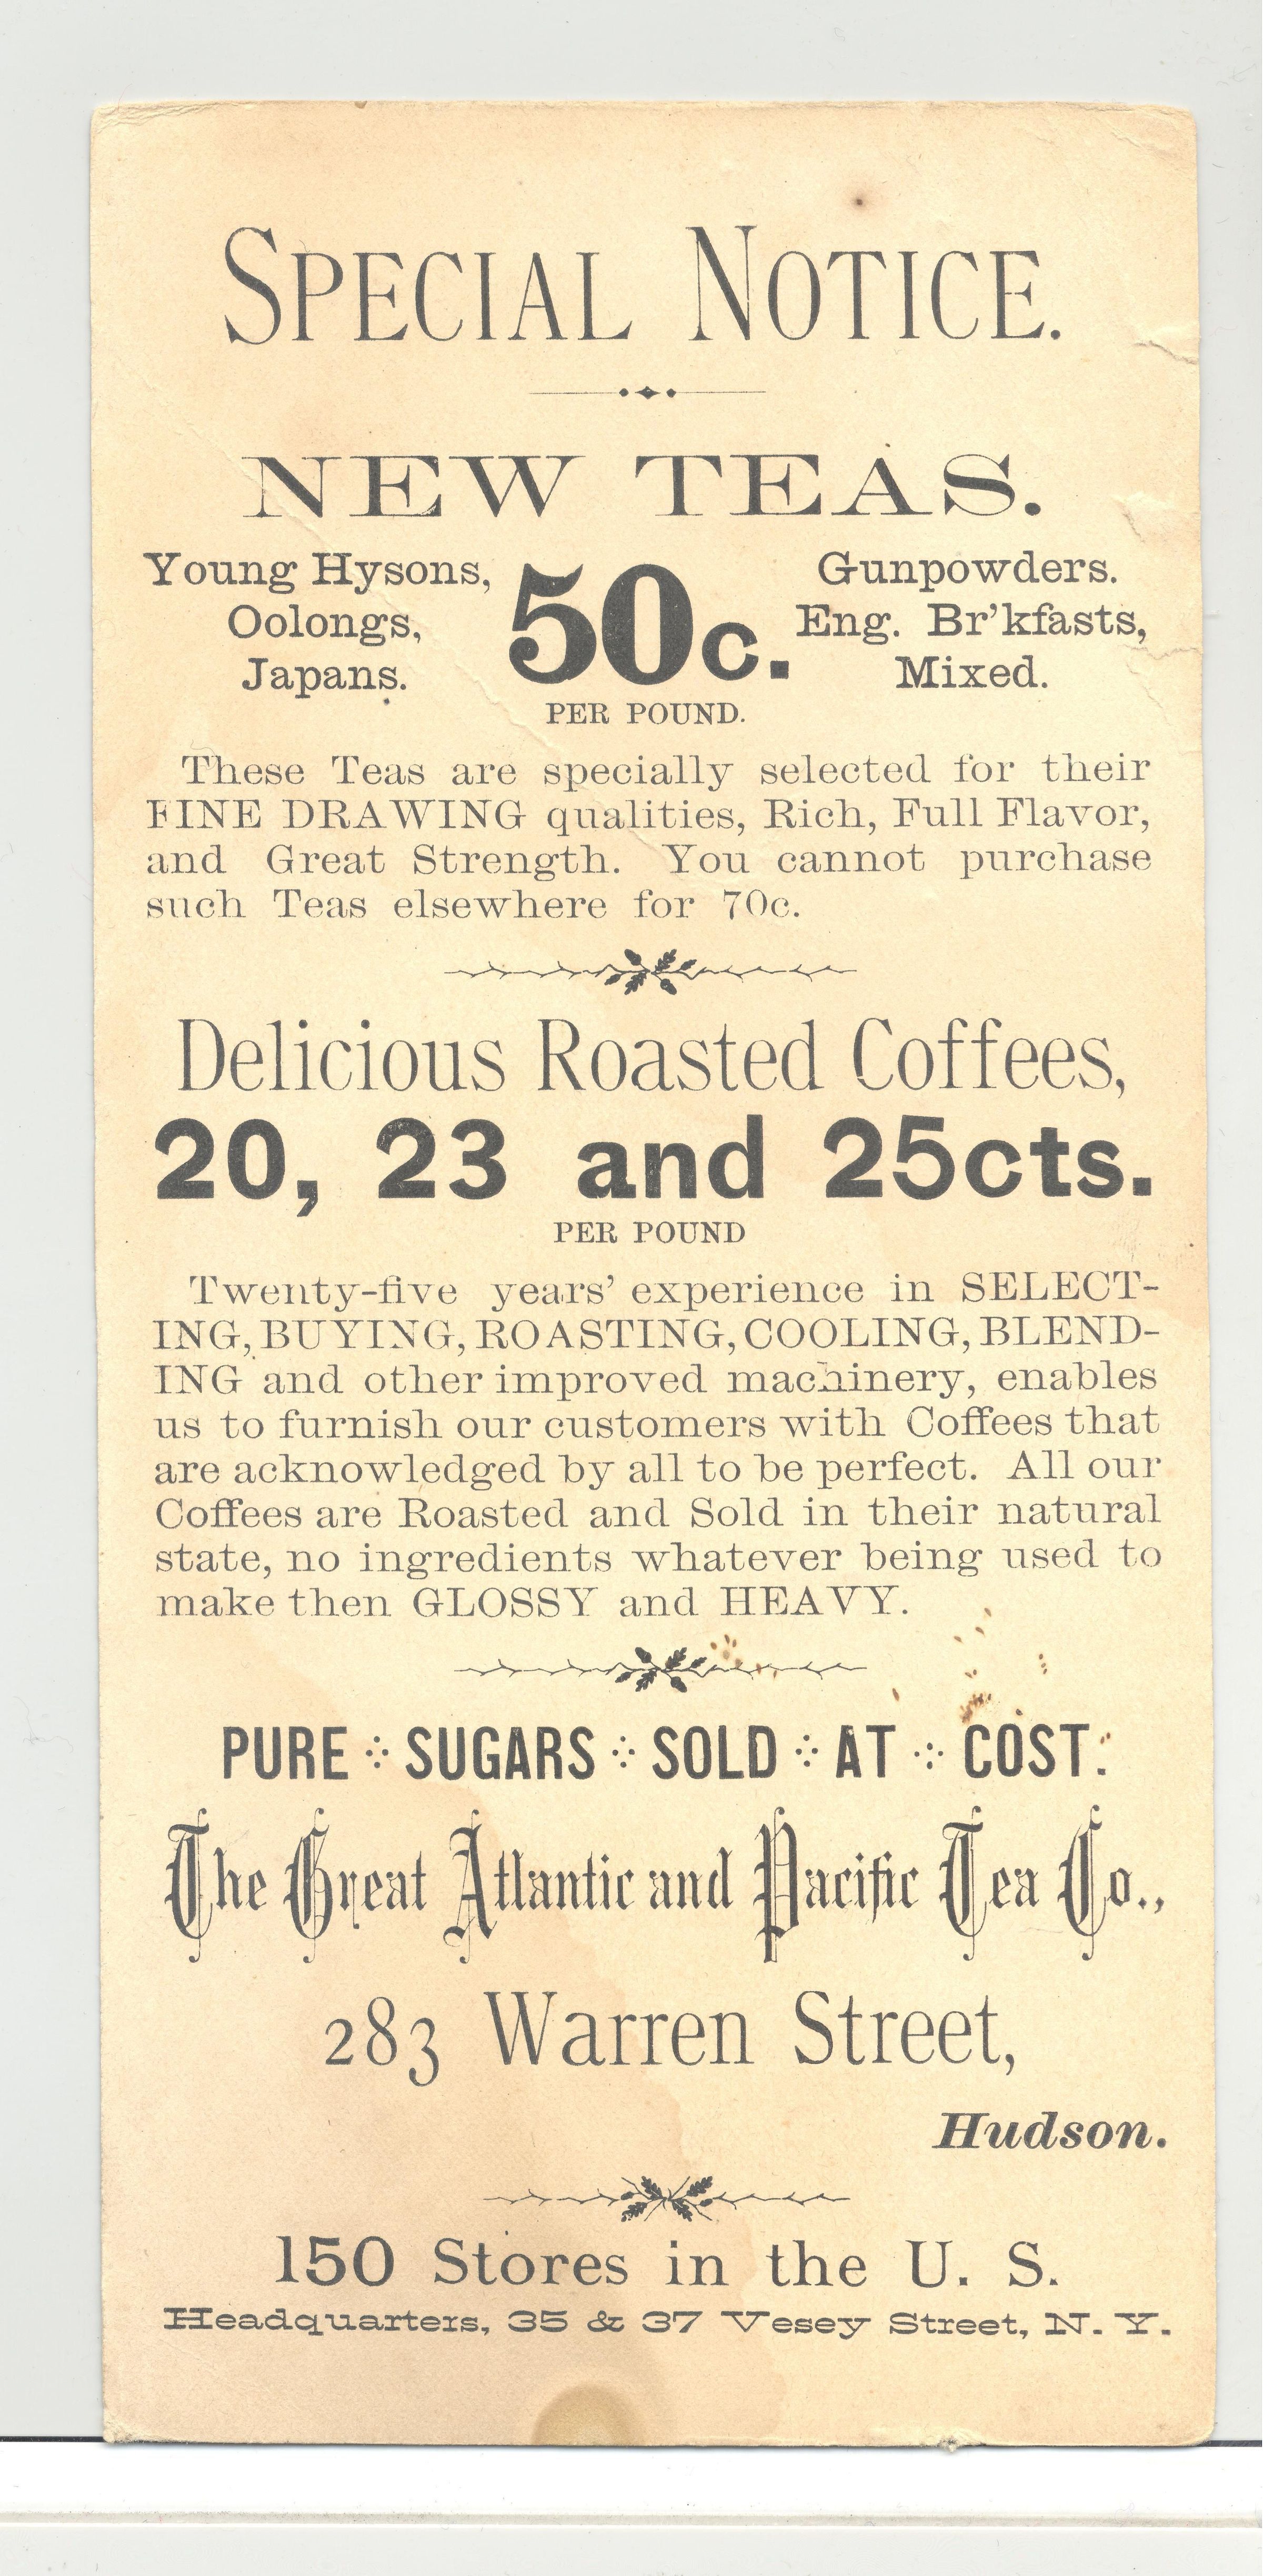 SPECIAL NOTICE.
NEW TEAS.
Young Hysons,
Oolongs,
Japans.
50c.
PER POUND.
Gunpowders.
Eng. Br'kfasts,
Mixed.
These Teas are specially selected for their
FINE DRAWING qualities, Rich, Full Flavor,
and Great Strength. You cannot purchase
such Teas elsewhere for 70c.
Delicious Roasted Coffees,
20, 23 and 25cts.
PER POUND
Twenty-five years' experience in SELECT-
ING, BUYING, ROASTING, COOLING, BLEND-
ING and other improved machinery, enables
us to furnish our customers with Coffees that
are acknowledged by all to be perfect. All our
Coffees are Roasted and Sold in their natural
state, no ingredients whatever being used to
make then GLOSSY and HEAVY.
PURE SUGARS SOLD AT COST.
The Great Atlantic and Pacific Tea Co.,
283 Warren Street,
Hudson.
150 Stores in the U. S.
Headquarters, 35 & 37 Vesey Street, N. Y.